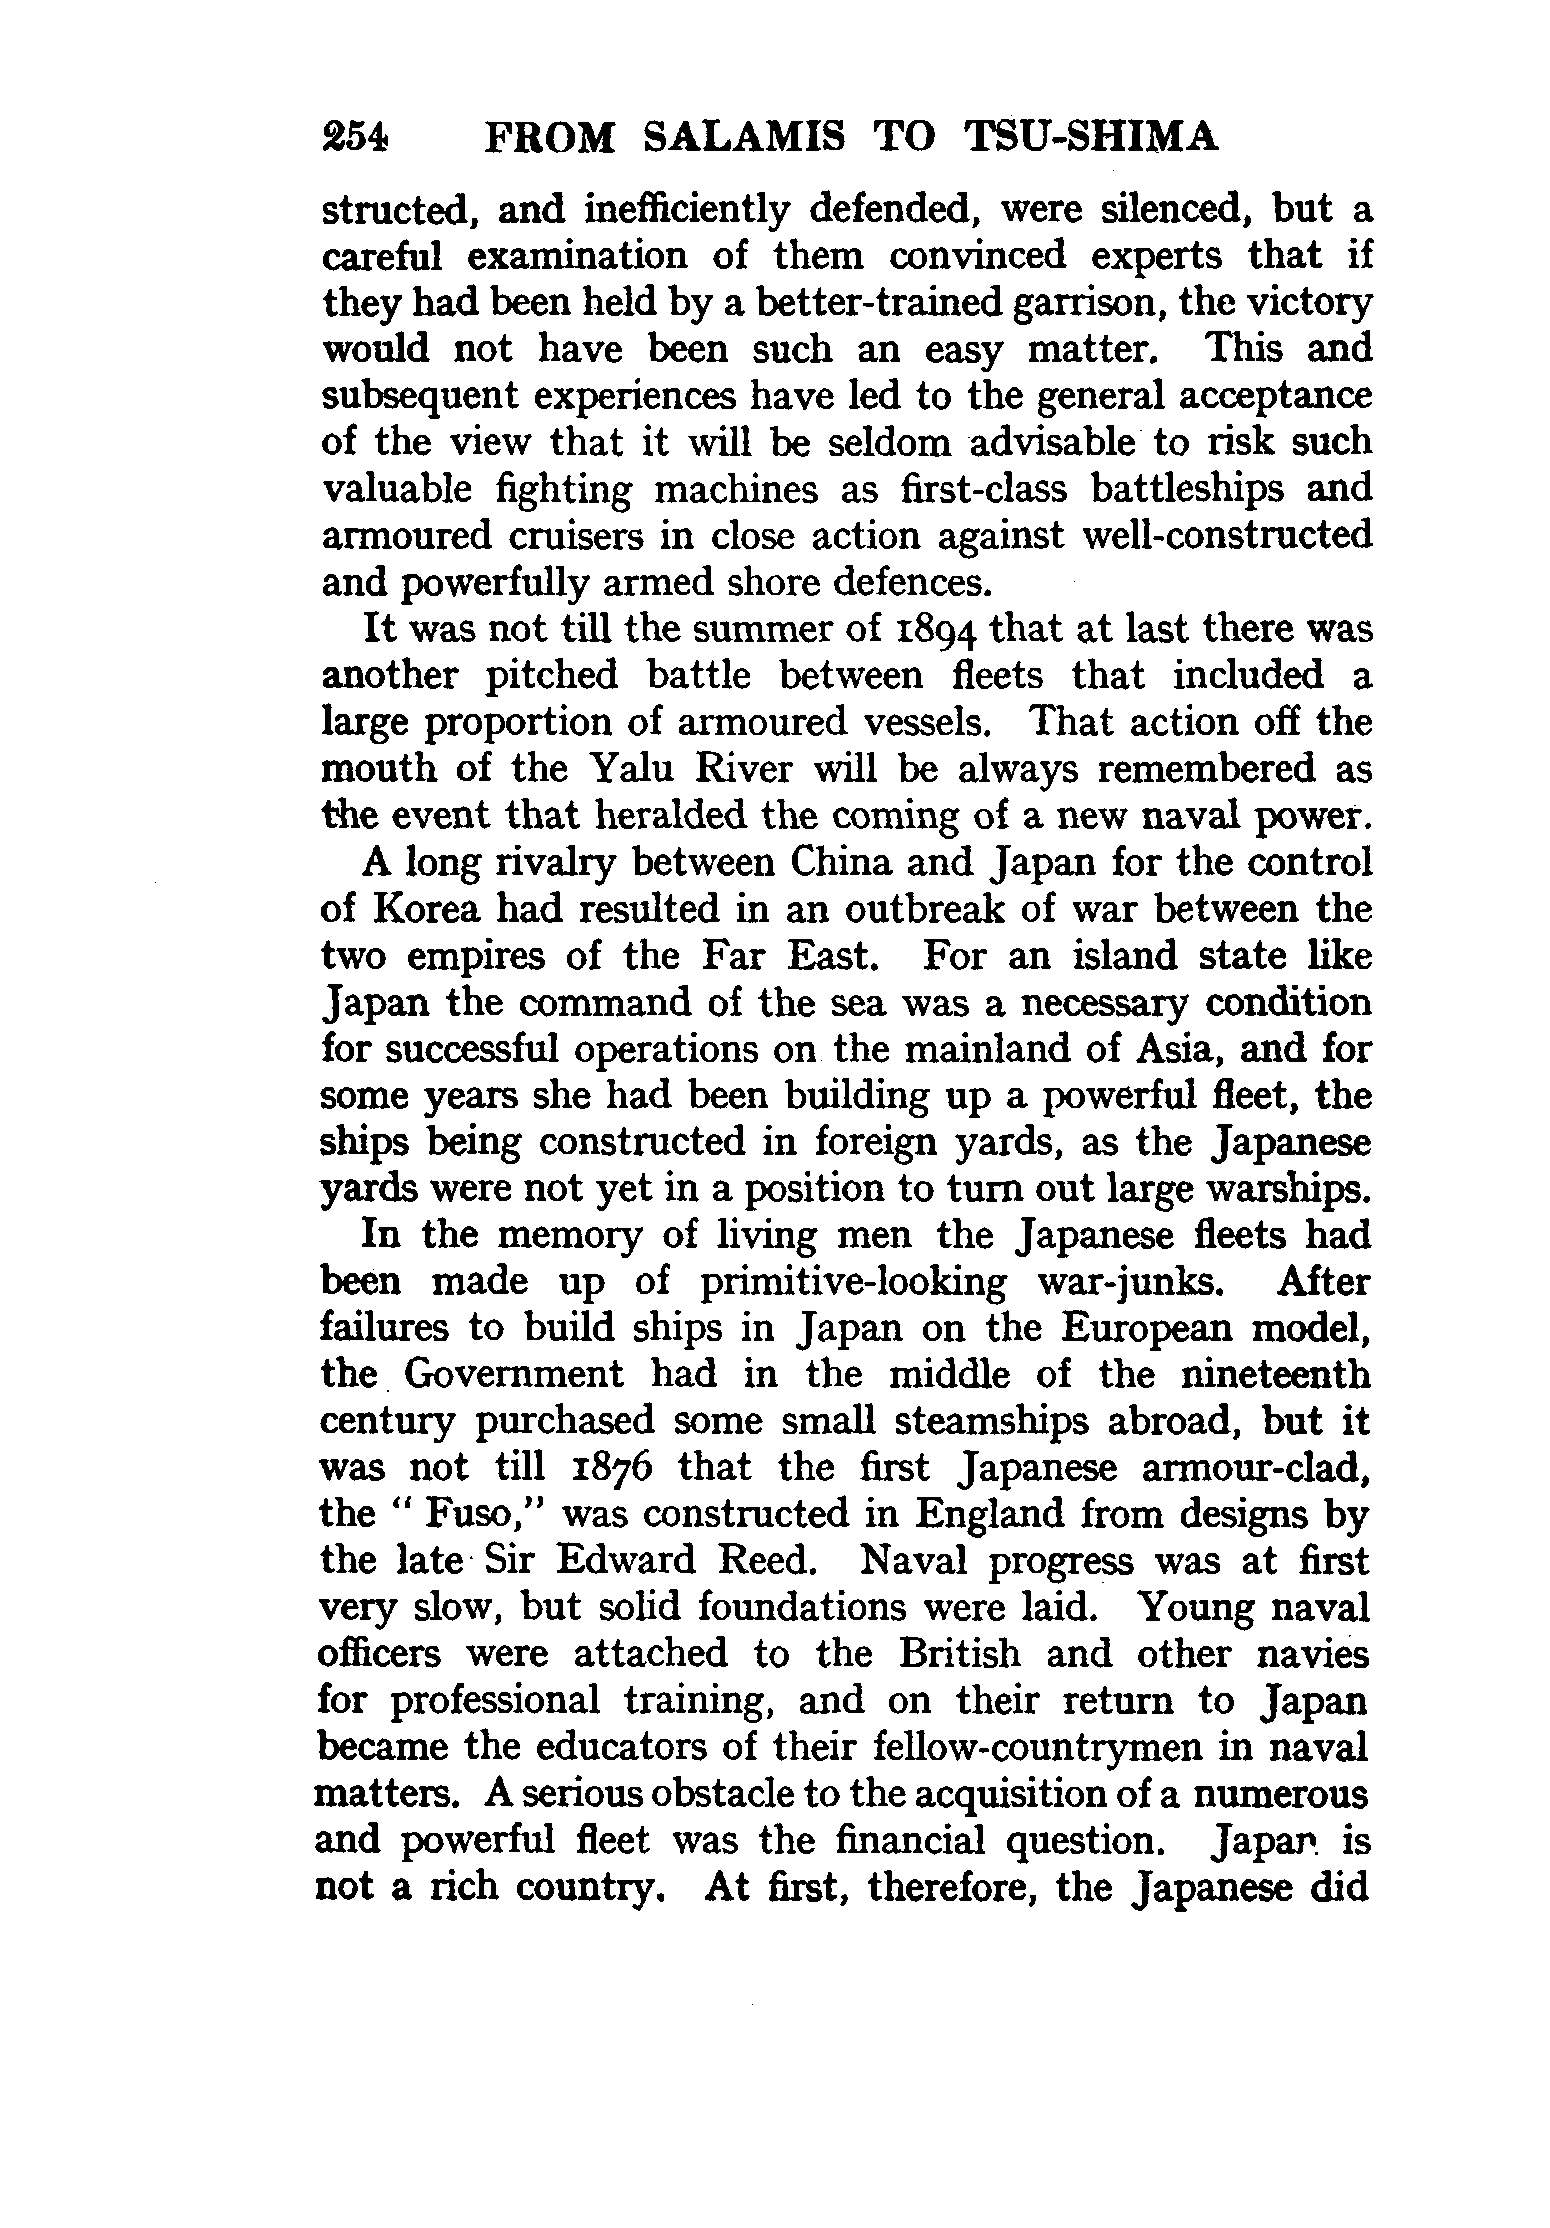 254 FROM SALAMIS TO TSU-SHIMA
structed, and inefficiently defended, were silenced, but a
careful examination of them convinced experts that if
they had been held by a better-trained garrison, the victory
would not have been such an easy matter. This and
subsequent experiences have led to the general acceptance
of the view that it will be seldom advisable to risk such
valuable fighting machines as first-class battleships and
armoured cruisers in close action against well-constructed
and powerfully armed shore defences.
It was not till the summer of 1894 that at last there was
another pitched battle between fleets that included a
large proportion of armoured vessels. That action off the
mouth of the Yalu River will be always remembered as
the event that heralded the coming of a new naval power.
A long rivalry between China and Japan for the control
of Korea had resulted in an outbreak of war between the
two empires of the Far East. For an island state like
Japan the command of the sea was a necessary condition
for successful operations on the mainland of Asia, and for
some years she had been building up a powerful fleet, the
ships being constructed in foreign yards, as the Japanese
yards were not yet in a position to turn out large warships.
In the memory of living men the Japanese fleets had
been made up of primitive-looking war-junks. After
failures to build ships in Japan on the European model,
the Government had in the middle of the nineteenth
century purchased some small steamships abroad, but it
was not till 1876 that the first Japanese armour-clad,
the “ Fuso,” was constructed in England from designs by
the late Sir Edward Reed. Naval progress was at first
very slow, but solid foundations were laid. Young naval
officers were attached to the British and other navies
for professional training, and on their return to Japan
became the educators of their fellow-countrymen in naval
matters. A serious obstacle to the acquisition of a numerous
and powerful fleet was the financial question. Japan is
not a rich country. At first, therefore, the Japanese did